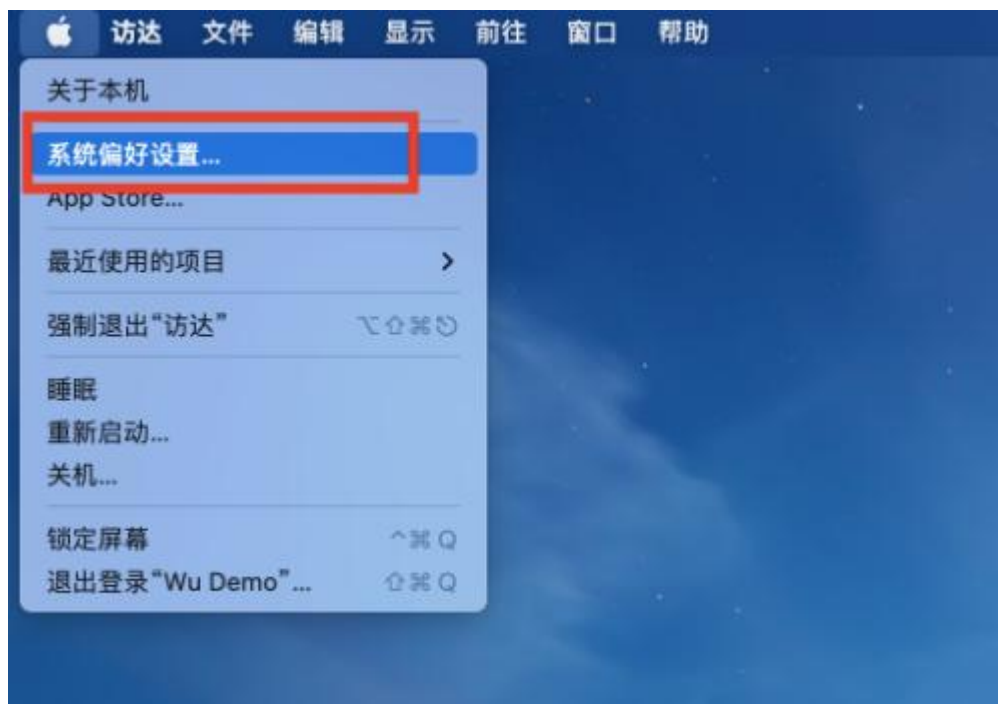 访达 文件 编辑 显示 前往 窗口 帮助
关于本机
系统偏好设置...
App Store...
最近使用的项目 >
强制退出“访达” ⌥⇧⌘⎋
睡眠
重新启动...
关机...
锁定屏幕 ^⌘Q
退出登录“Wu Demo”... ⇧⌘Q